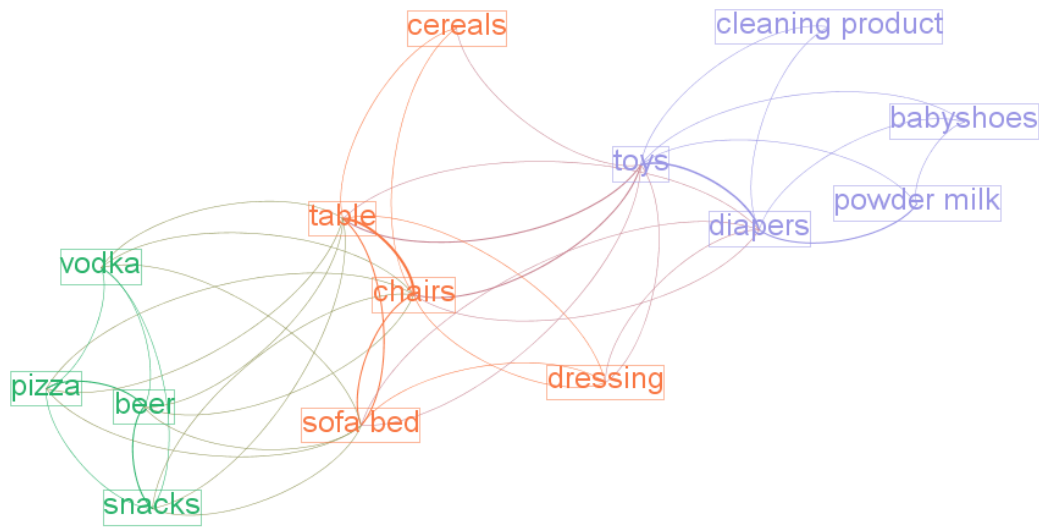 cereals
cleaning product
babyshoes
toys
powder milk
table
diapers
vodka
chairs
pizza
dressing
beer
sofa bed
snacks